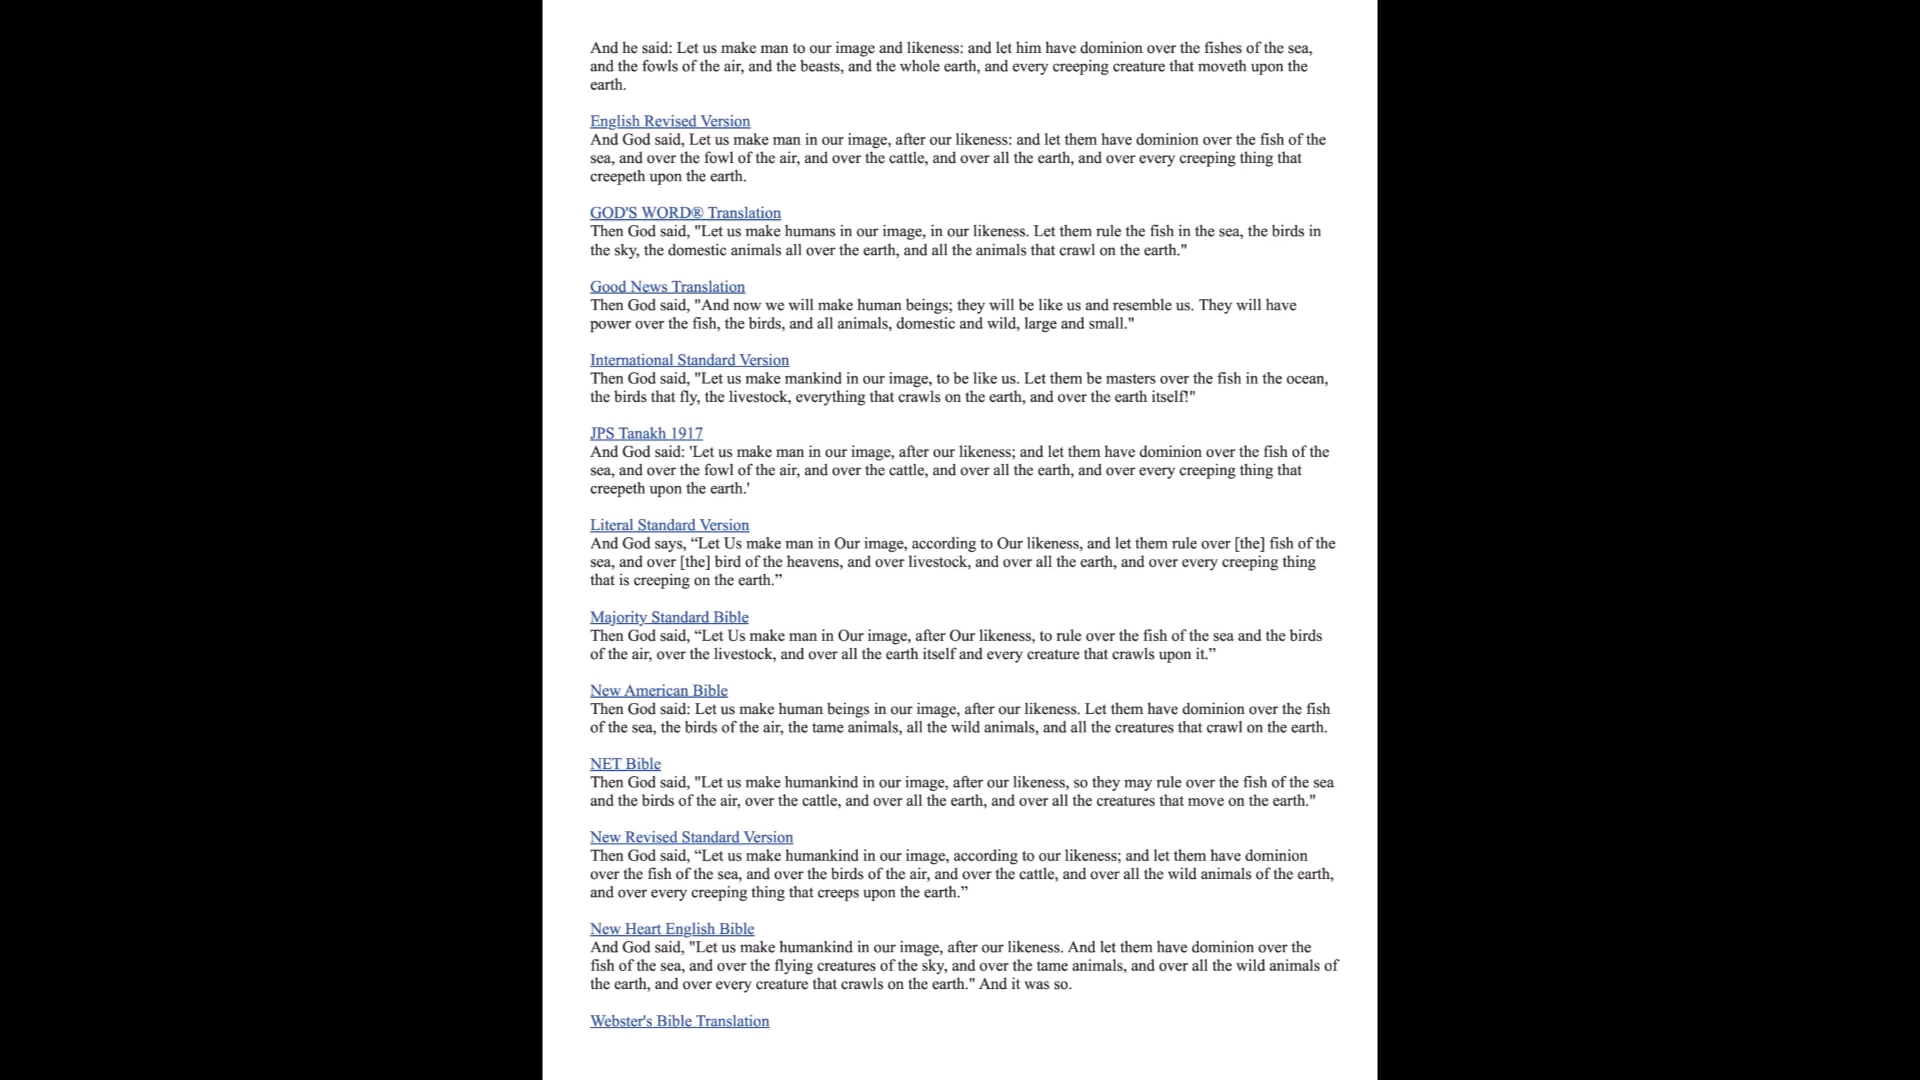 And he said: Let us make man to our image and likeness: and let him have dominion over the fishes of the sea,
and the fowls of the air, and the beasts, and the whole earth, and every creeping creature that moveth upon the
earth.
English Revised Version
And God said, Let us make man in our image, after our likeness: and let them have dominion over the fish of the
sea, and over the fowl of the air, and over the cattle, and over all the earth, and over every creeping thing that
creepeth upon the earth.
GOD'S WORD® Translation
Then God said, "Let us make humans in our image, in our likeness. Let them rule the fish in the sea, the birds in
the sky, the domestic animals all over the earth, and all the animals that crawl on the earth."
Good News Translation
Then God said, "And now we will make human beings; they will be like us and resemble us. They will have
power over the fish, the birds, and all animals, domestic and wild, large and small."
International Standard Version
Then God said, "Let us make mankind in our image, to be like us. Let them be masters over the fish in the ocean,
the birds that fly, the livestock, everything that crawls on the earth, and over the earth itself!"
JPS Tanakh 1917
And God said: 'Let us make man in our image, after our likeness; and let them have dominion over the fish of the
sea, and over the fowl of the air, and over the cattle, and over all the earth, and over every creeping thing that
creepeth upon the earth.'
Literal Standard Version
And God says, “Let Us make man in Our image, according to Our likeness, and let them rule over [the] fish of the
sea, and over [the] bird of the heavens, and over livestock, and over all the earth, and over every creeping thing
that is creeping on the earth.”
Majority Standard Bible
Then God said, “Let Us make man in Our image, after Our likeness, to rule over the fish of the sea and the birds
of the air, over the livestock, and over all the earth itself and every creature that crawls upon it.”
New American Bible
Then God said: Let us make human beings in our image, after our likeness. Let them have dominion over the fish
of the sea, the birds of the air, the tame animals, all the wild animals, and all the creatures that crawl on the earth.
NET Bible
Then God said, "Let us make humankind in our image, after our likeness, so they may rule over the fish of the sea
and the birds of the air, over the cattle, and over all the earth, and over all the creatures that move on the earth."
New Revised Standard Version
Then God said, “Let us make humankind in our image, according to our likeness; and let them have dominion
over the fish of the sea, and over the birds of the air, and over the cattle, and over all the wild animals of the earth,
and over every creeping thing that creeps upon the earth.”
New Heart English Bible
And God said, "Let us make humankind in our image, after our likeness. And let them have dominion over the
fish of the sea, and over the flying creatures of the sky, and over the tame animals, and over all the wild animals of
the earth, and over every creature that crawls on the earth." And it was so.
Webster's Bible Translation